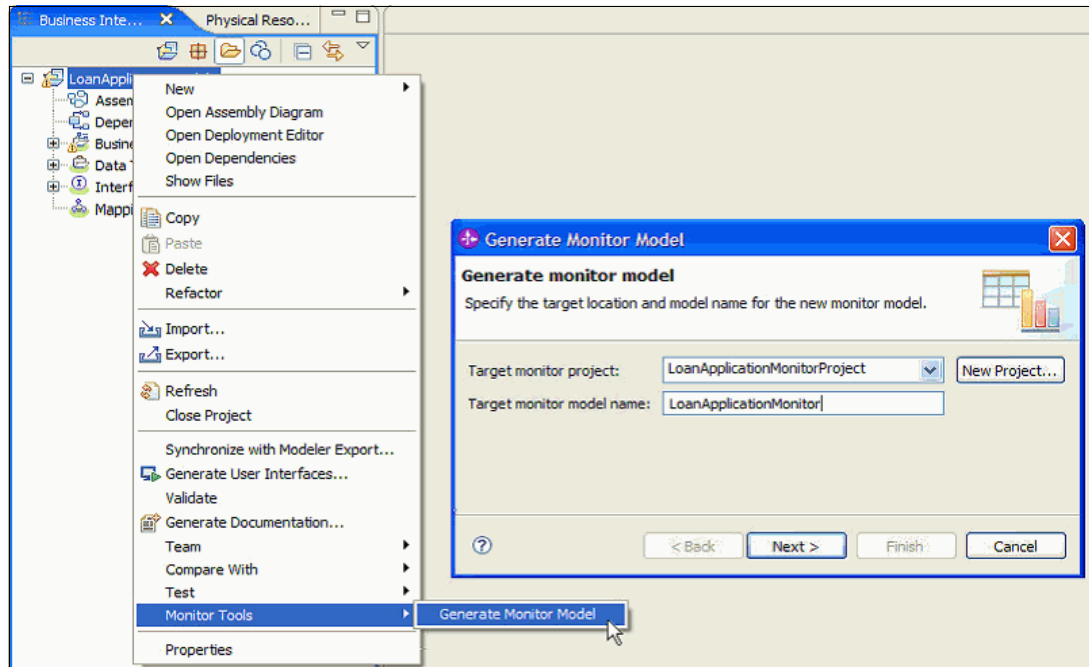 Business Inte...
Physical Reso...
LoanAppli
Assem
Depen
Busine
Data T
Interf
Mappi
New
Open Assembly Diagram
Open Deployment Editor
Open Dependencies
Show Files
Copy
Paste
Delete
Refactor
Import...
Export...
Refresh
Close Project
Synchronize with Modeler Export...
Generate User Interfaces...
Validate
Generate Documentation...
Team
Compare With
Test
Monitor Tools
Generate Monitor Model
Properties
Generate Monitor Model
Generate monitor model
Specify the target location and model name for the new monitor model.
Target monitor project: LoanApplicationMonitorProject New Project...
Target monitor model name: LoanApplicationMonitor
? < Back Next > Finish Cancel